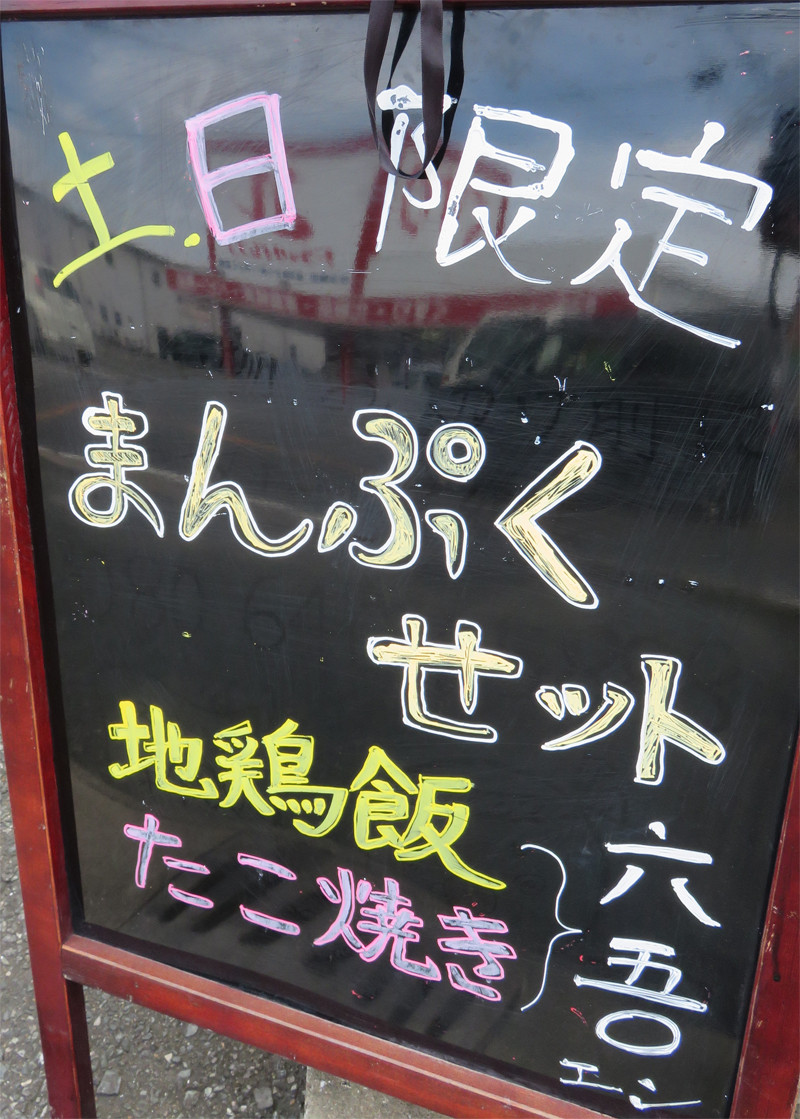 土.日限定
まんぷく
セット
地鶏飯
たこ焼き
六五〇
エン